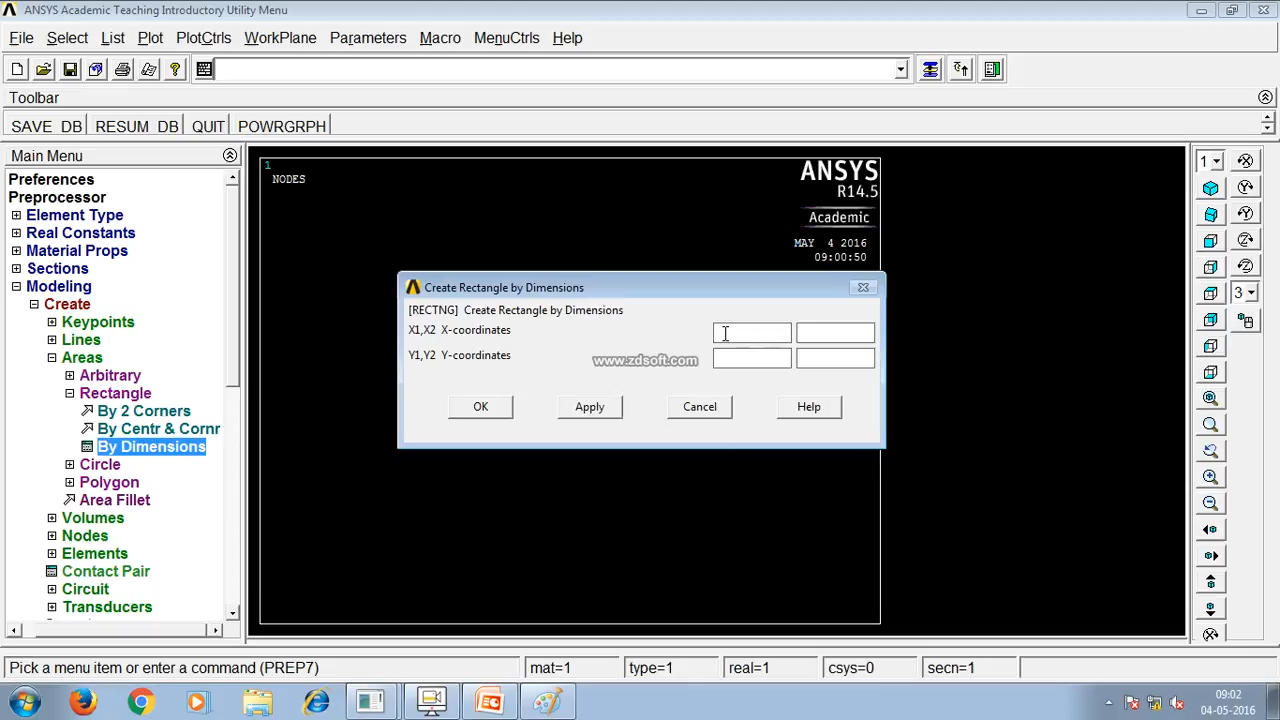 ANSYS Academic Teaching Introductory Utility Menu
File Select List Plot PlotCtrls WorkPlane Parameters Macro MenuCtrls Help
Toolbar
SAVE_DB RESUM_DB QUIT POWRGRPH
Main Menu
Preferences
Preprocessor
Element Type
Real Constants
Material Props
Sections
Modeling
Create
Keypoints
Lines
Areas
Arbitrary
Rectangle
By 2 Corners
By Centr & Cornr
By Dimensions
Circle
Polygon
Area Fillet
Volumes
Nodes
Elements
Contact Pair
Circuit
Transducers
1
NODES
ANSYS
R14.5
Academic
MAY 4 2016
09:00:50
Create Rectangle by Dimensions
[RECTNG] Create Rectangle by Dimensions
X1,X2 X-coordinates
Y1,Y2 Y-coordinates
www.zdsoft.com
OK Apply Cancel Help
1
3
Pick a menu item or enter a command (PREP7) mat=1 type=1 real=1 csys=0 secn=1
09:02
04-05-2016